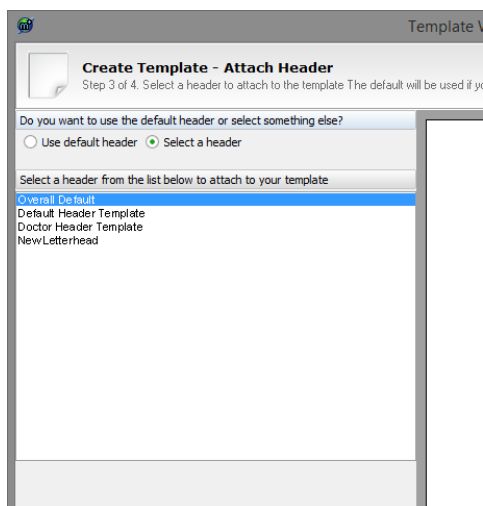 Template
Create Template - Attach Header
Step 3 of 4. Select a header to attach to the template The default will be used if
Do you want to use the default header or select something else?
Use default header Select a header
Select a header from the list below to attach to your template
Overall Default
Default Header Template
Doctor Header Template
NewLetterhead